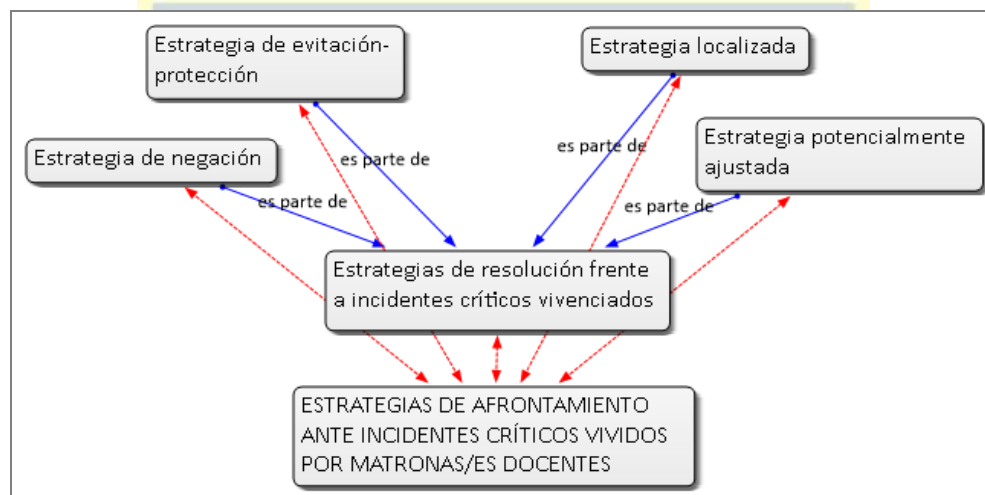 Estrategia de evitación-
protección
Estrategia localizada
Estrategia de negación
Estrategia potencialmente
ajustada
es parte de
es parte de
es parte de
es parte de
Estrategias de resolución frente
a incidentes críticos vivenciados
ESTRATEGIAS DE AFRONTAMIENTO
ANTE INCIDENTES CRÍTICOS VIVIDOS
POR MATRONAS/ES DOCENTES